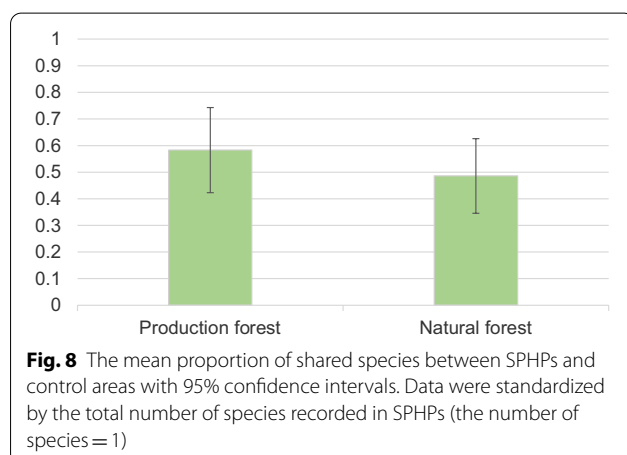 1
0.9
0.8
0.7
0.6
0.5
0.4
0.3
0.2
0.1
0
Production forest
Natural forest
Fig. 8 The mean proportion of shared species between SPHPs and
control areas with 95% confidence intervals. Data were standardized
by the total number of species recorded in SPHPs (the number of
species = 1)